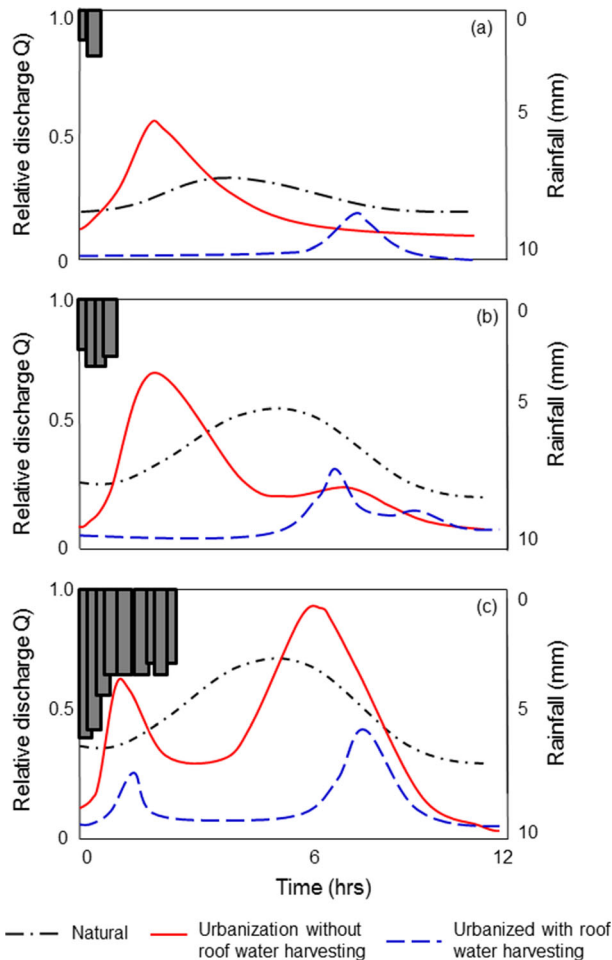 (a)
1.0
0.5
0
Relative discharge Q)
0
5
10
Rainfall (mm)
(b)
1.0
0.5
0
Relative discharge Q)
0
5
10
Rainfall (mm)
(c)
1.0
0.5
0
Relative discharge Q)
0
5
10
Rainfall (mm)
0 6 12
Time (hrs)
Natural
Urbanization without
roof water harvesting
Urbanized with roof
water harvesting